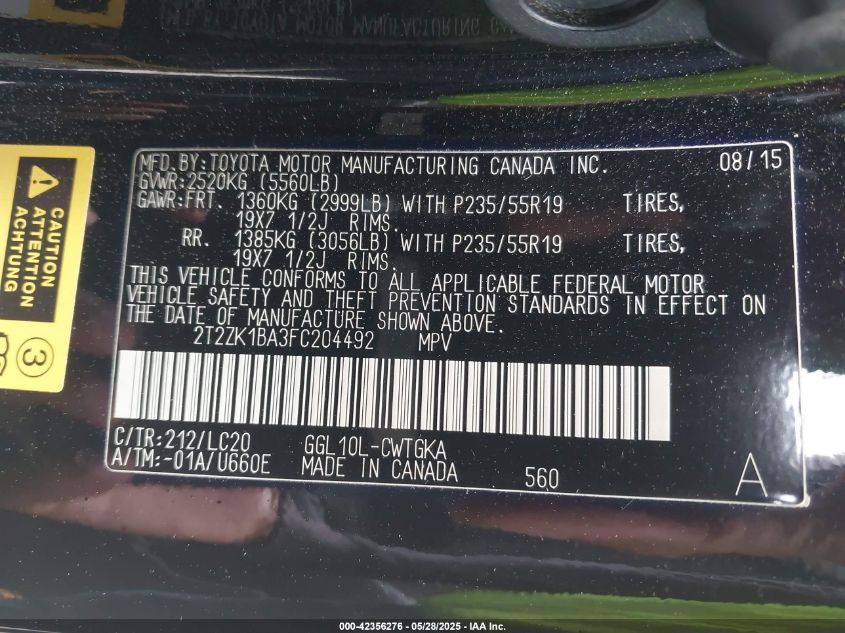 MFD.BY:TOYOTA MOTOR MANUFACTURING CANADA INC. 08/15
GVWR:2520KG (5560LB)
GAWR:FRT. 1360KG (2999LB) WITH P235/55R19 TIRES,
19X7 1/2J RIMS.
RR. 1385KG (3056LB) WITH P235/55R19 TIRES,
19X7 1/2J RIMS.
THIS VEHICLE CONFORMS TO ALL APPLICABLE FEDERAL MOTOR
VEHICLE SAFETY AND THEFT PREVENTION STANDARDS IN EFFECT ON
THE DATE OF MANUFACTURE SHOWN ABOVE.
2T2ZK1BA3FC204492 MPV
C/TR:212/LC20 GGL10L-CWTGKA
A/TM:-01A/U660E MADE IN CANADA 560 A
CAUTION
ATTENTION
ACHTUNG
3
000-42356276 - 05/28/2025 - IAA Inc.